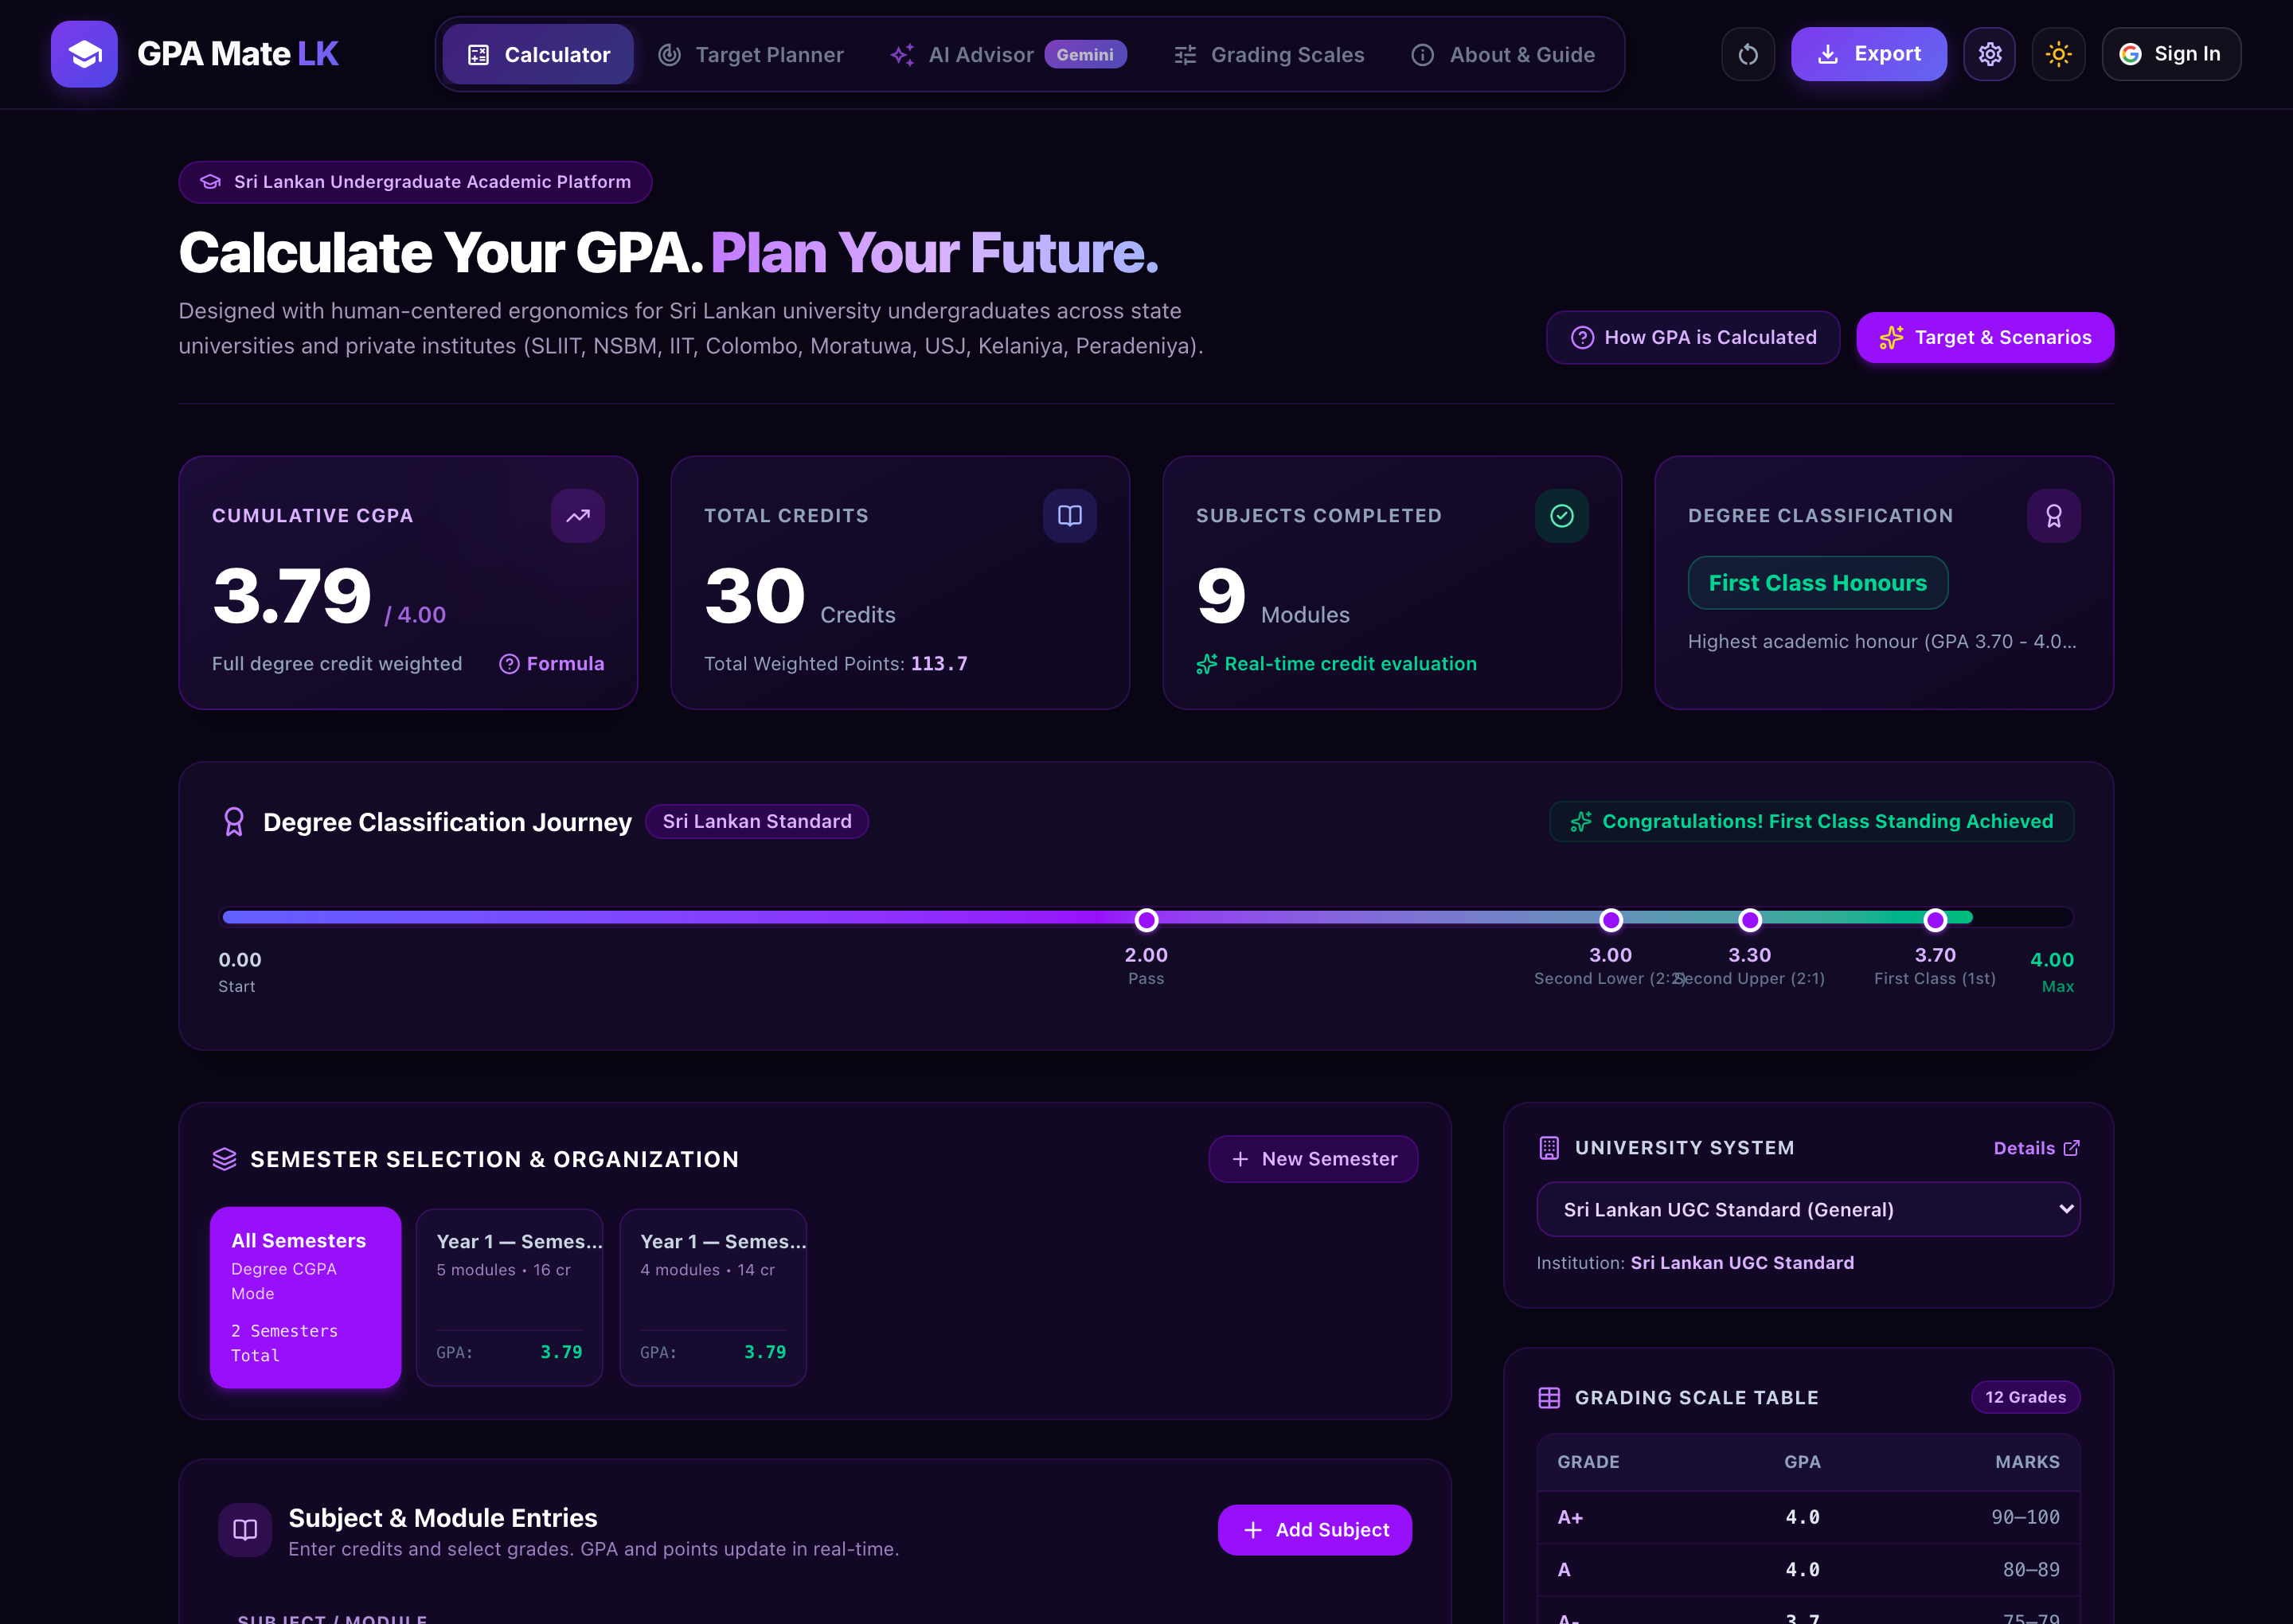 GPA Mate LK
Calculator
Target Planner
AI Advisor Gemini
Grading Scales
About & Guide
Export
Sign In
Sri Lankan Undergraduate Academic Platform
Calculate Your GPA. Plan Your Future.
Designed with human-centered ergonomics for Sri Lankan university undergraduates across state
universities and private institutes (SLIIT, NSBM, IIT, Colombo, Moratuwa, USJ, Kelaniya, Peradeniya).
How GPA is Calculated
Target & Scenarios
CUMULATIVE CGPA
3.79 / 4.00
Full degree credit weighted
Formula
TOTAL CREDITS
30 Credits
Total Weighted Points: 113.7
SUBJECTS COMPLETED
9 Modules
Real-time credit evaluation
DEGREE CLASSIFICATION
First Class Honours
Highest academic honour (GPA 3.70 - 4.0...
Degree Classification Journey
Sri Lankan Standard
Congratulations! First Class Standing Achieved
0.00
Start
2.00
Pass
3.00
Second Lower (2:2)
3.30
Second Upper (2:1)
3.70
First Class (1st)
4.00
Max
SEMESTER SELECTION & ORGANIZATION
New Semester
All Semesters
Degree CGPA
Mode
2 Semesters
Total
Year 1 — Semes...
5 modules • 16 cr
GPA: 3.79
Year 1 — Semes...
4 modules • 14 cr
GPA: 3.79
UNIVERSITY SYSTEM
Details
Sri Lankan UGC Standard (General)
Institution: Sri Lankan UGC Standard
GRADING SCALE TABLE
12 Grades
GRADE GPA MARKS
A+ 4.0 90–100
A 4.0 80–89
A- 3.7 75–79
Subject & Module Entries
Enter credits and select grades. GPA and points update in real-time.
Add Subject
SUBJECT / MODULE